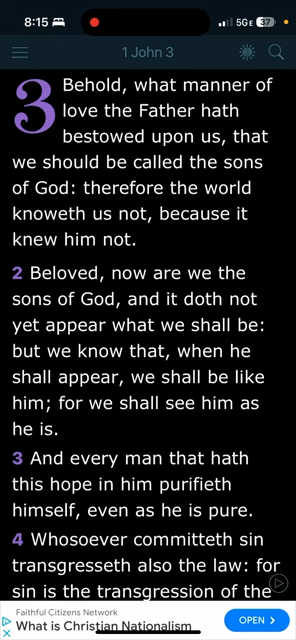 8:15
5GE 37
1 John 3
3 Behold, what manner of
love the Father hath
bestowed upon us, that
we should be called the sons
of God: therefore the world
knoweth us not, because it
knew him not.
2 Beloved, now are we the
sons of God, and it doth not
yet appear what we shall be:
but we know that, when he
shall appear, we shall be like
him; for we shall see him as
he is.
3 And every man that hath
this hope in him purifieth
himself, even as he is pure.
4 Whosoever committeth sin
transgresseth also the law: for
sin is the transgression of the
Faithful Citizens Network
What is Christian Nationalism
OPEN